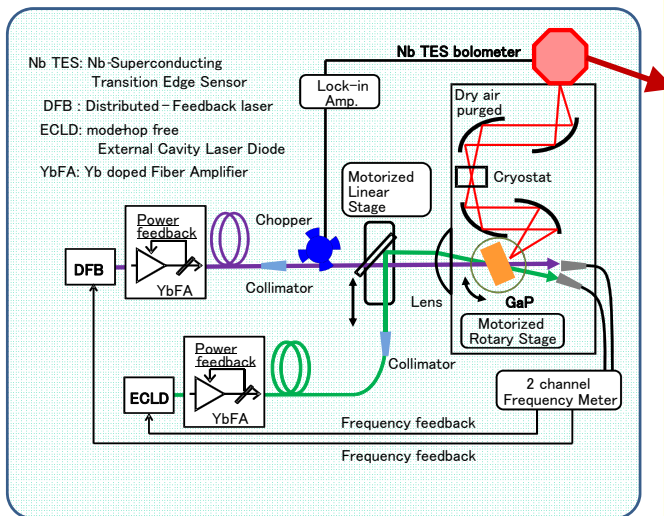 Nb TES bolometer
Nb TES: Nb-Superconducting
Transition Edge Sensor
DFB : Distributed-Feedback laser
ECLD: mode-hop free
External Cavity Laser Diode
YbFA: Yb doped Fiber Amplifier
Lock-in
Amp.
Dry air
purged
Cryostat
Motorized
Linear
Stage
Power
feedback
Chopper
DFB
YbFA
Collimator
Lens
GaP
Motorized
Rotary Stage
Power
feedback
Collimator
ECLD
YbFA
2 channel
Frequency Meter
Frequency feedback
Frequency feedback